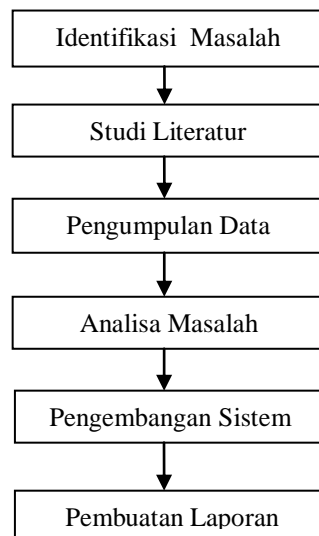 Identifikasi Masalah
Studi Literatur
Pengumpulan Data
Analisa Masalah
Pengembangan Sistem
Pembuatan Laporan